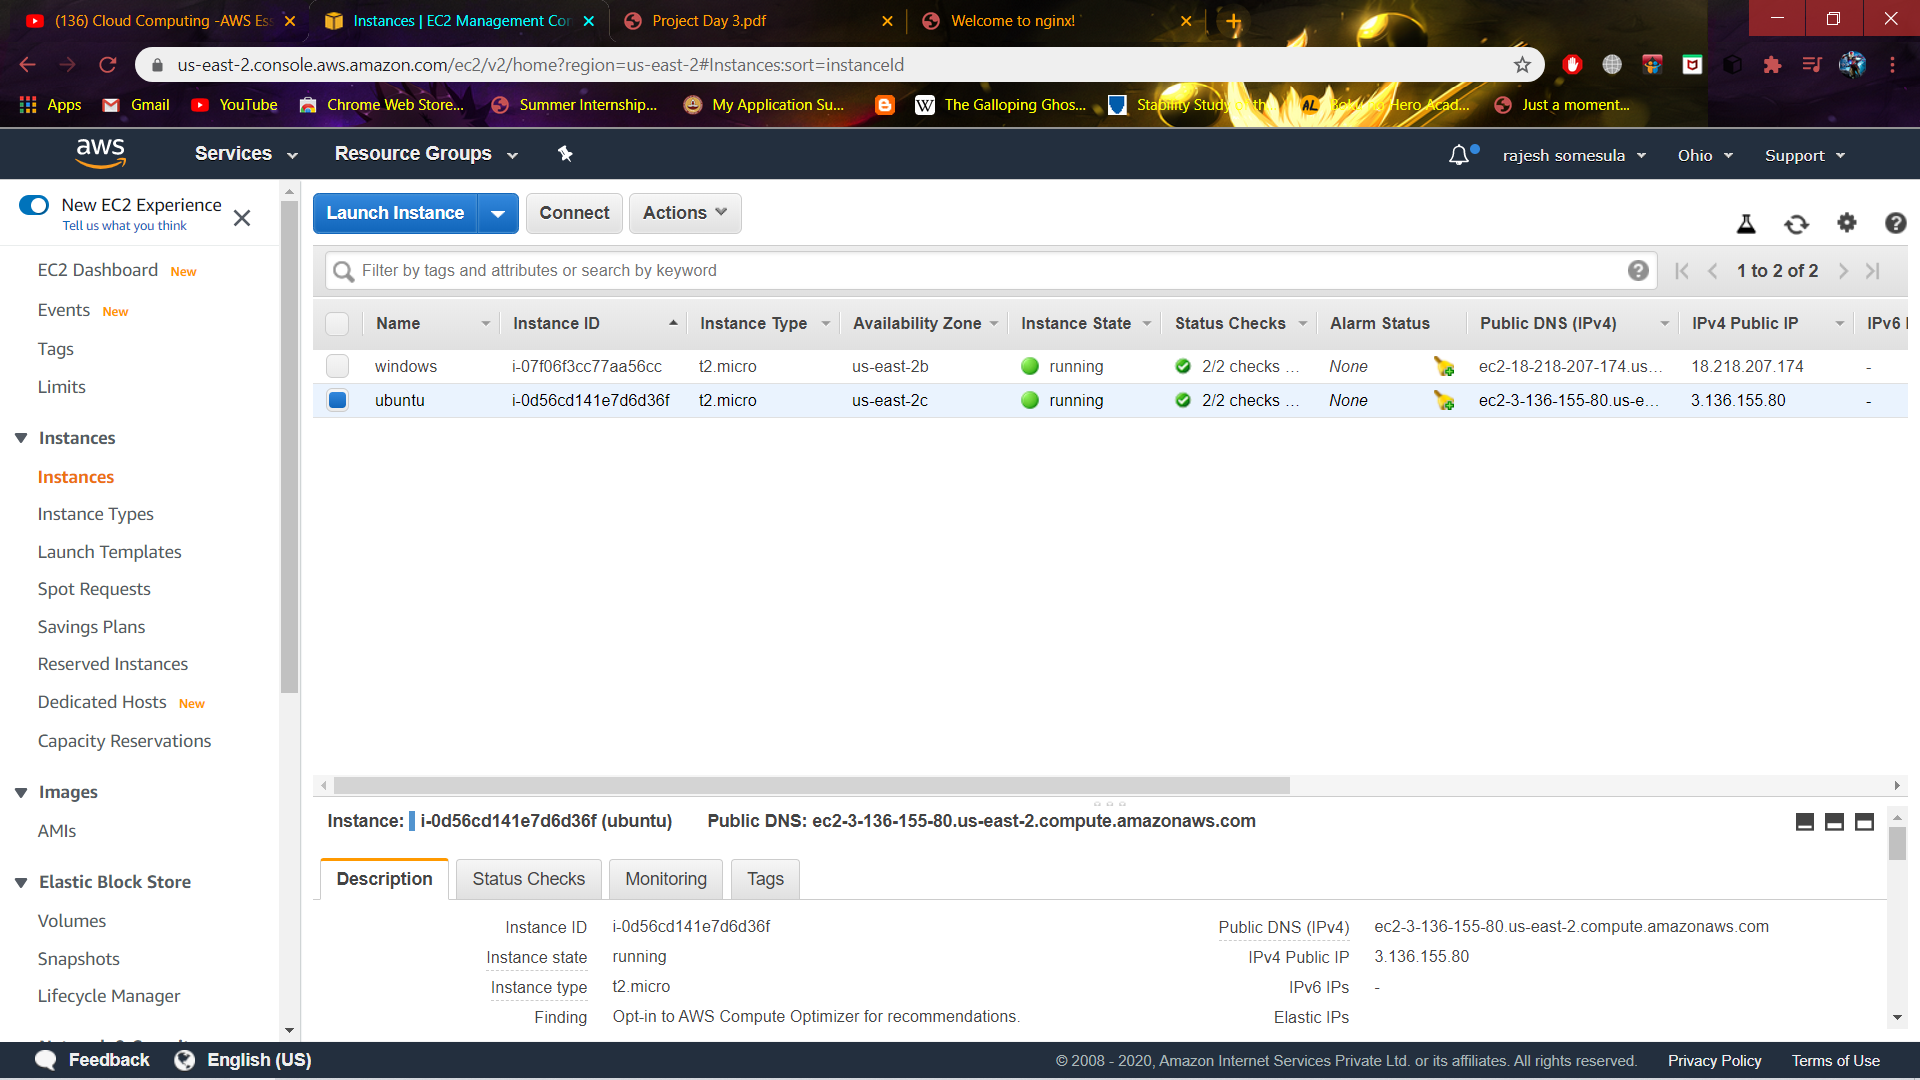 (136) Cloud Computing -AWS Ess
Instances | EC2 Management Con
Project Day 3.pdf
Welcome to nginx!
us-east-2.console.aws.amazon.com/ec2/v2/home?region=us-east-2#Instances:sort=instanceId
Apps
Gmail
YouTube
Chrome Web Store...
Summer Internship...
My Application Su...
The Galloping Ghos...
Stability Study
Hero Acad...
Just a moment...
aws
Services
Resource Groups
rajesh somesula
Ohio
Support
New EC2 Experience
Tell us what you think
EC2 Dashboard New
Events New
Tags
Limits
Instances
Instances
Instance Types
Launch Templates
Spot Requests
Savings Plans
Reserved Instances
Dedicated Hosts New
Capacity Reservations
Images
AMIs
Elastic Block Store
Volumes
Snapshots
Lifecycle Manager
Launch Instance
Connect
Actions
Filter by tags and attributes or search by keyword
1 to 2 of 2
Name Instance ID Instance Type Availability Zone Instance State Status Checks Alarm Status Public DNS (IPv4) IPv4 Public IP IPv6 I
windows i-07f06f3cc77aa56cc t2.micro us-east-2b running 2/2 checks ... None ec2-18-218-207-174.us... 18.218.207.174 -
ubuntu i-0d56cd141e7d6d36f t2.micro us-east-2c running 2/2 checks ... None ec2-3-136-155-80.us-e... 3.136.155.80 -
Instance: i-0d56cd141e7d6d36f (ubuntu) Public DNS: ec2-3-136-155-80.us-east-2.compute.amazonaws.com
Description
Status Checks
Monitoring
Tags
Instance ID i-0d56cd141e7d6d36f
Instance state running
Instance type t2.micro
Finding Opt-in to AWS Compute Optimizer for recommendations.
Public DNS (IPv4) ec2-3-136-155-80.us-east-2.compute.amazonaws.com
IPv4 Public IP 3.136.155.80
IPv6 IPs -
Elastic IPs
Feedback
English (US)
© 2008 - 2020, Amazon Internet Services Private Ltd. or its affiliates. All rights reserved.
Privacy Policy
Terms of Use